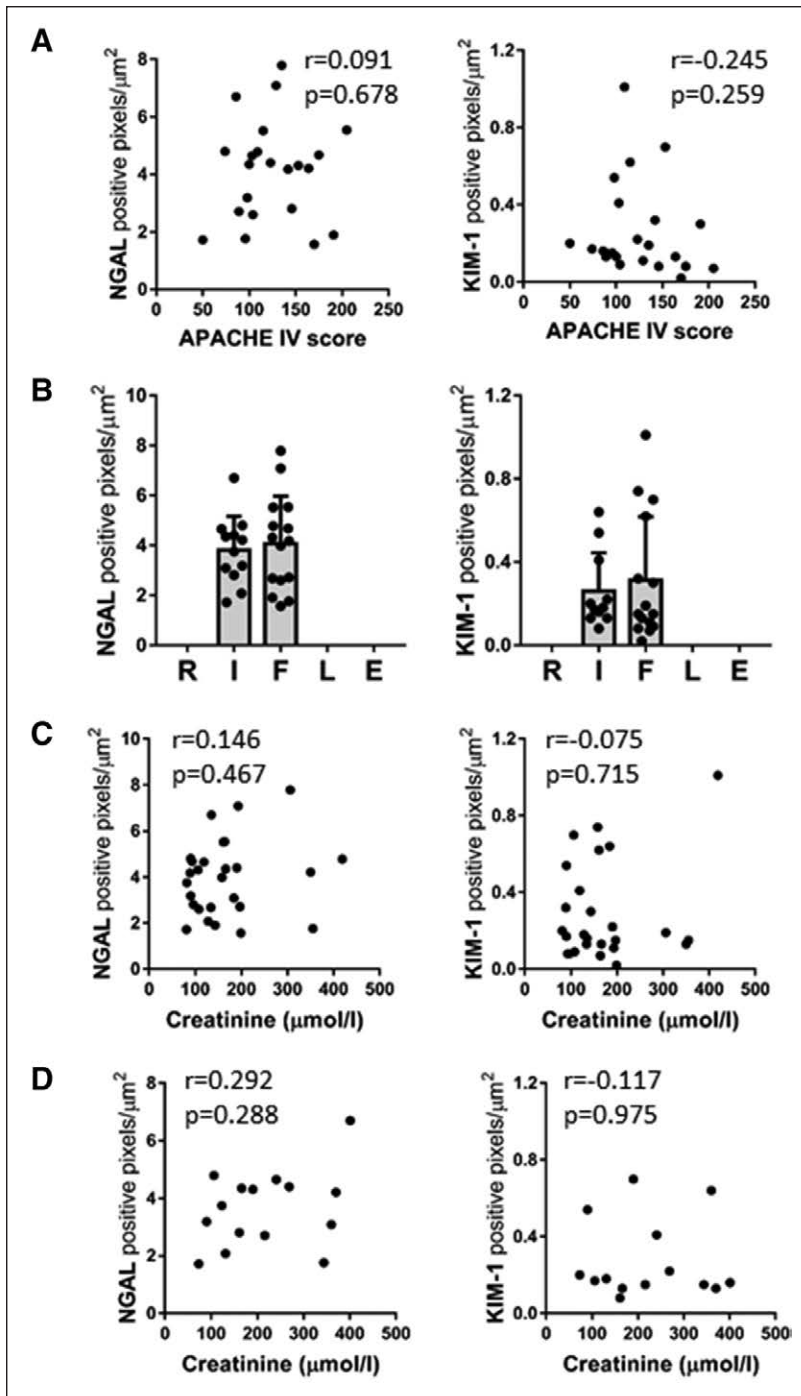 A
NGAL positive pixels/μm²
8
6
4
2
0
r=0.091
p=0.678
0 50 100 150 200 250
APACHE IV score
KIM-1 positive pixels/μm²
1.2
0.8
0.4
0.0
r=-0.245
p=0.259
0 50 100 150 200 250
APACHE IV score
B
NGAL positive pixels/μm²
10
8
6
4
2
0
R I F L E
KIM-1 positive pixels/μm²
1.2
0.8
0.4
0.0
R I F L E
C
NGAL positive pixels/μm²
10
8
6
4
2
0
r=0.146
p=0.467
0 100 200 300 400 500
Creatinine (μmol/l)
KIM-1 positive pixels/μm²
1.2
0.8
0.4
0.0
r=-0.075
p=0.715
0 100 200 300 400 500
Creatinine (μmol/l)
D
NGAL positive pixels/μm²
8
6
4
2
0
r=0.292
p=0.288
0 100 200 300 400 500
Creatinine (μmol/l)
KIM-1 positive pixels/μm²
1.2
0.8
0.4
0.0
r=-0.117
p=0.975
0 100 200 300 400 500
Creatinine (μmol/l)